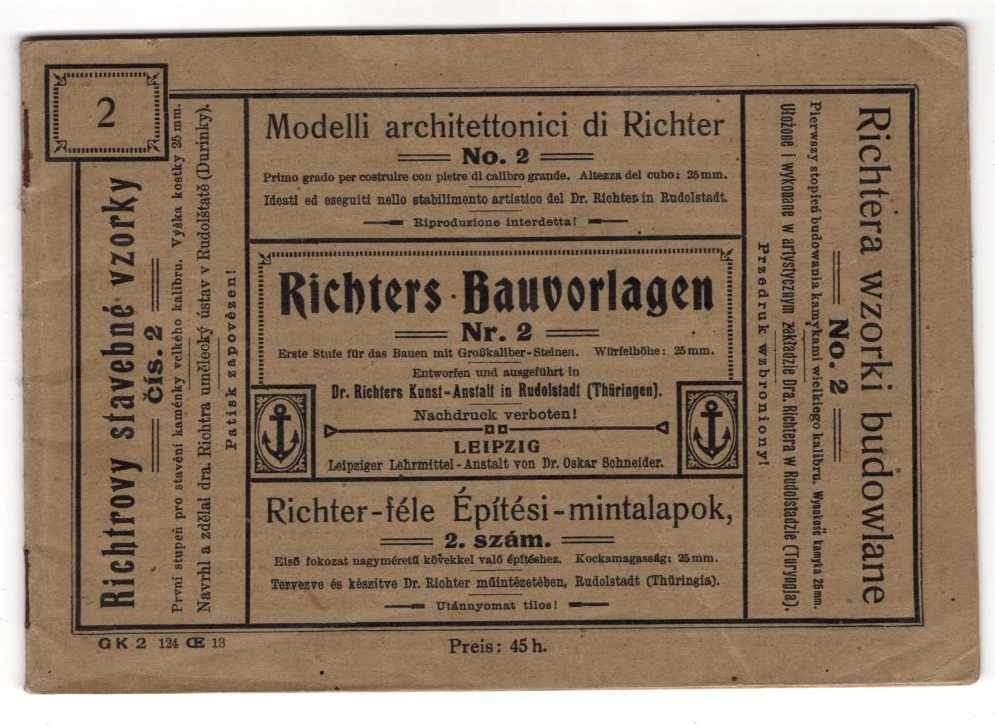 2
Richtrovy stavebné vzorky
Čís. 2
První stupeň pro stavění kaménky velkého kalibru. Výška kostky 25 mm.
Navrhl a zdělal dra. Richtra umělecký ústav v Rudolštatě (Durinky).
Patisk zapovězen!
Modelli architettonici di Richter
No. 2
Primo grado per costruire con pietre di calibro grande. Altezza del cubo: 25 mm.
Ideati ed eseguiti nello stabilimento artistico del Dr. Richter in Rudolstadt.
Riproduzione interdetta!
Richters Bauvorlagen
Nr. 2
Erste Stufe für das Bauen mit Großkaliber-Steinen. Würfelhöhe: 25 mm.
Entworfen und ausgeführt in
Dr. Richters Kunst-Anstalt in Rudolstadt (Thüringen).
Nachdruck verboten!
LEIPZIG
Leipziger Lehrmittel-Anstalt von Dr. Oskar Schneider.
Richter-féle Építési-mintalapok,
2. szám.
Első fokozat nagyméretű kövekkel való építéshez. Kockamagasság: 25 mm.
Tervezve és készítve Dr. Richter műintézetében, Rudolstadt (Thüringia).
Utánnyomat tilos!
Richtera wzorki budowlane
No. 2
Pierwszy stopień budowania kamykami wielkiego kalibru. Wysokość kamyka 25 mm.
Ułożone i wykonane w artystycznym zakładzie Dra. Richtera w Rudolstadzie (Turyngja).
Przedruk wzbroniony!
GK 2 124 Œ 13
Preis: 45 h.